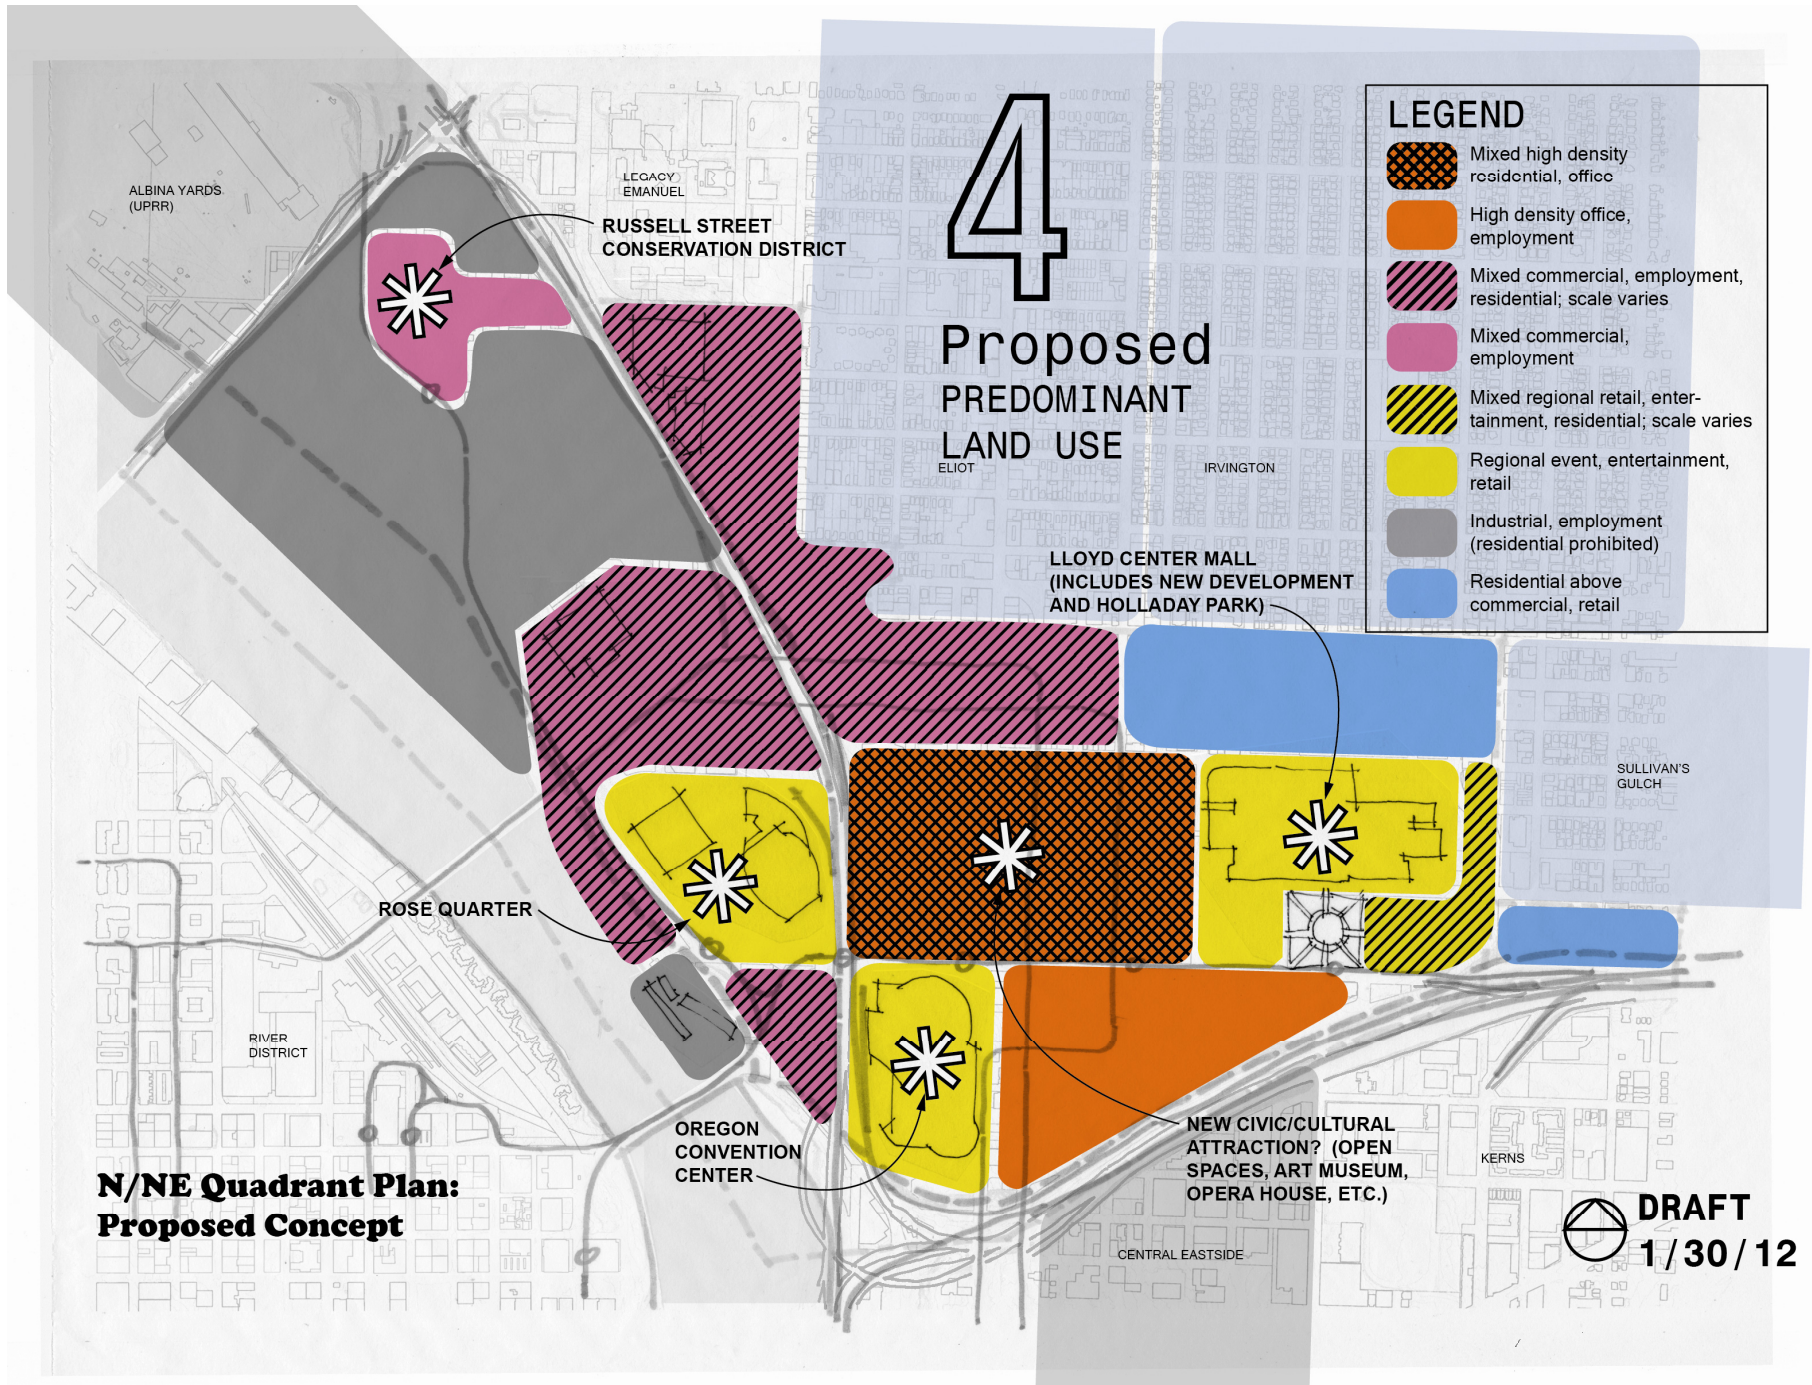 4
Proposed
PREDOMINANT
LAND USE
LEGEND
Mixed high density
residential, office
High density office,
employment
Mixed commercial, employment,
residential; scale varies
Mixed commercial,
employment
Mixed regional retail, enter-
tainment, residential; scale varies
Regional event, entertainment,
retail
Industrial, employment
(residential prohibited)
Residential above
commercial, retail
ALBINA YARDS
(UPRR)
LEGACY
EMANUEL
RUSSELL STREET
CONSERVATION DISTRICT
ELIOT
IRVINGTON
LLOYD CENTER MALL
(INCLUDES NEW DEVELOPMENT
AND HOLLADAY PARK)
SULLIVAN'S
GULCH
ROSE QUARTER
RIVER
DISTRICT
OREGON
CONVENTION
CENTER
NEW CIVIC/CULTURAL
ATTRACTION? (OPEN
SPACES, ART MUSEUM,
OPERA HOUSE, ETC.)
KERNS
CENTRAL EASTSIDE
N/NE Quadrant Plan:
Proposed Concept
DRAFT
1/30/12